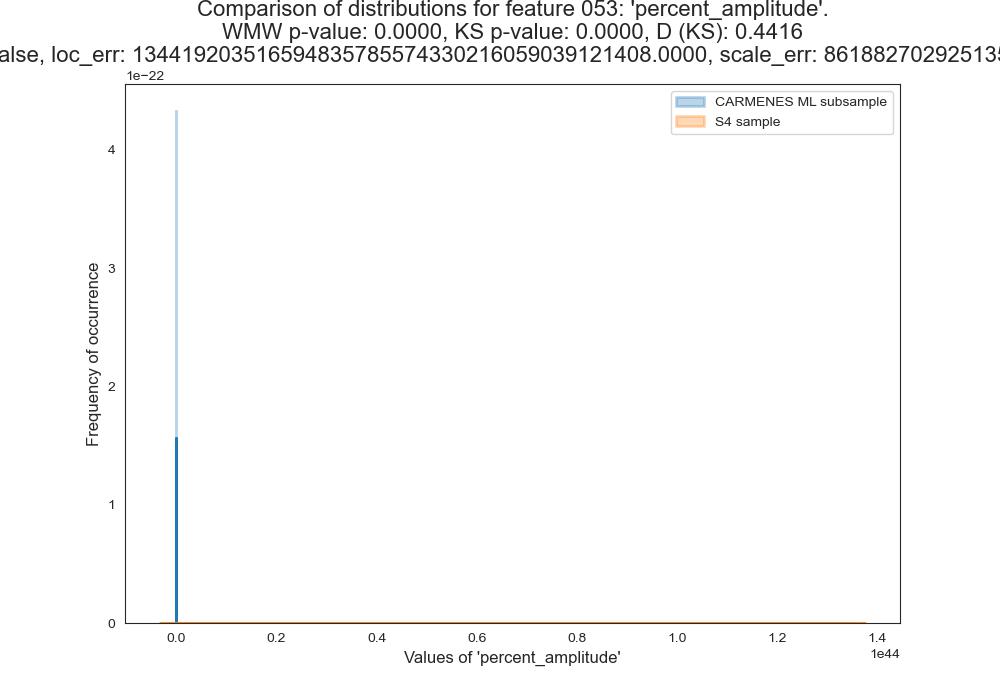 Comparison of distributions for feature 053: 'percent_amplitude'.
WMW p-value: 0.0000, KS p-value: 0.0000, D (KS): 0.4416
alse, loc_err: 134419203516594835785574330216059039121408.0000, scale_err: 861882702925135
1e−22
CARMENES ML subsample
S4 sample
4
3
2
1
0
Frequency of occurrence
0.0 0.2 0.4 0.6 0.8 1.0 1.2 1.4
1e44
Values of 'percent_amplitude'